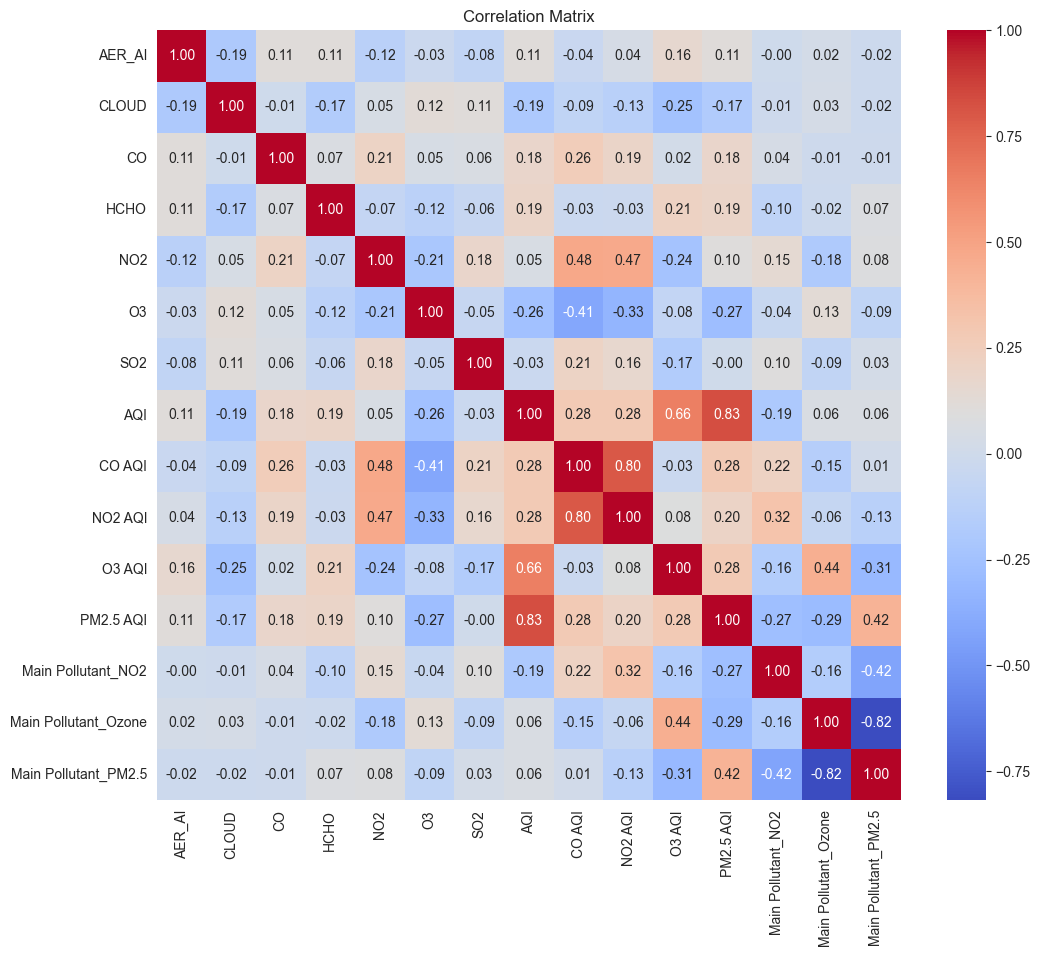 Correlation Matrix
AER_AI 1.00 -0.19 0.11 0.11 -0.12 -0.03 -0.08 0.11 -0.04 0.04 0.16 0.11 -0.00 0.02 -0.02
CLOUD -0.19 1.00 -0.01 -0.17 0.05 0.12 0.11 -0.19 -0.09 -0.13 -0.25 -0.17 -0.01 0.03 -0.02
CO 0.11 -0.01 1.00 0.07 0.21 0.05 0.06 0.18 0.26 0.19 0.02 0.18 0.04 -0.01 -0.01
HCHO 0.11 -0.17 0.07 1.00 -0.07 -0.12 -0.06 0.19 -0.03 -0.03 0.21 0.19 -0.10 -0.02 0.07
NO2 -0.12 0.05 0.21 -0.07 1.00 -0.21 0.18 0.05 0.48 0.47 -0.24 0.10 0.15 -0.18 0.08
O3 -0.03 0.12 0.05 -0.12 -0.21 1.00 -0.05 -0.26 -0.41 -0.33 -0.08 -0.27 -0.04 0.13 -0.09
SO2 -0.08 0.11 0.06 -0.06 0.18 -0.05 1.00 -0.03 0.21 0.16 -0.17 -0.00 0.10 -0.09 0.03
AQI 0.11 -0.19 0.18 0.19 0.05 -0.26 -0.03 1.00 0.28 0.28 0.66 0.83 -0.19 0.06 0.06
CO AQI -0.04 -0.09 0.26 -0.03 0.48 -0.41 0.21 0.28 1.00 0.80 -0.03 0.28 0.22 -0.15 0.01
NO2 AQI 0.04 -0.13 0.19 -0.03 0.47 -0.33 0.16 0.28 0.80 1.00 0.08 0.20 0.32 -0.06 -0.13
O3 AQI 0.16 -0.25 0.02 0.21 -0.24 -0.08 -0.17 0.66 -0.03 0.08 1.00 0.28 -0.16 0.44 -0.31
PM2.5 AQI 0.11 -0.17 0.18 0.19 0.10 -0.27 -0.00 0.83 0.28 0.20 0.28 1.00 -0.27 -0.29 0.42
Main Pollutant_NO2 -0.00 -0.01 0.04 -0.10 0.15 -0.04 0.10 -0.19 0.22 0.32 -0.16 -0.27 1.00 -0.16 -0.42
Main Pollutant_Ozone 0.02 0.03 -0.01 -0.02 -0.18 0.13 -0.09 0.06 -0.15 -0.06 0.44 -0.29 -0.16 1.00 -0.82
Main Pollutant_PM2.5 -0.02 -0.02 -0.01 0.07 0.08 -0.09 0.03 0.06 0.01 -0.13 -0.31 0.42 -0.42 -0.82 1.00
AER_AI
CLOUD
CO
HCHO
NO2
O3
SO2
AQI
CO AQI
NO2 AQI
O3 AQI
PM2.5 AQI
Main Pollutant_NO2
Main Pollutant_Ozone
Main Pollutant_PM2.5
1.00
0.75
0.50
0.25
0.00
-0.25
-0.50
-0.75